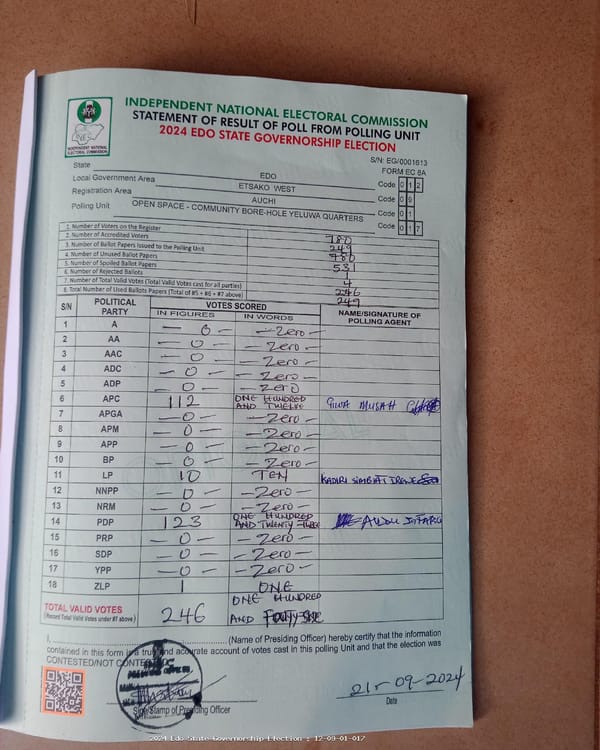 INDEPENDENT NATIONAL ELECTORAL COMMISSION
STATEMENT OF RESULT OF POLL FROM POLLING UNIT
2024 EDO STATE GOVERNORSHIP ELECTION
INDEPENDENT NATIONAL ELECTORAL COMMISSION
S/N: EG/0001613
FORM EC 8A
State EDO Code 0 1 2
Local Government Area ETSAKO WEST Code 0 9
Registration Area AUCHI Code 0 1
Polling Unit OPEN SPACE - COMMUNITY BORE-HOLE YELUWA QUARTERS Code 0 1 7
1. Number of Voters on the Register 780
2. Number of Accredited Voters 249
3. Number of Ballot Papers Issued to the Polling Unit 780
4. Number of Unused Ballot Papers 531
5. Number of Spoiled Ballot Papers 1
6. Number of Rejected Ballots 4
7. Number of Total Valid Votes (Total Valid Votes cast for all parties) 246
8. Total Number of Used Ballots Papers (Total of #5 + #6 + #7 above) 249
S/N POLITICAL PARTY VOTES SCORED NAME/SIGNATURE OF POLLING AGENT
IN FIGURES IN WORDS
1 A — 0 — — Zero —
2 AA — 0 — — Zero —
3 AAC — 0 — — Zero —
4 ADC — 0 — — Zero —
5 ADP — 0 — — Zero
6 APC 112 ONE HUNDRED AND TWELVE MUSAH
7 APGA — 0 — — Zero —
8 APM — 0 — — Zero —
9 APP — 0 — — Zero —
10 BP — 0 — — Zero —
11 LP 10 TEN KADIRI SIMBIAT IRENE
12 NNPP — 0 — — Zero —
13 NRM — 0 — — Zero —
14 PDP 123 ONE HUNDRED AND TWENTY THREE
15 PRP — 0 — — Zero —
16 SDP — 0 — — Zero —
17 YPP — 0 — — Zero —
18 ZLP 1 ONE
TOTAL VALID VOTES 246 ONE HUNDRED AND
(Record Total Valid Votes under #7 above)
I, (Name of Presiding Officer) hereby certify that the information
contained in this form is a true and accurate account of votes cast in this polling Unit and that the election was
CONTESTED/NOT CONTESTED
21-09-2024
Date
Sign Stamp of Presiding Officer
2024 Edo State Governorship Election : 12-09-01-017